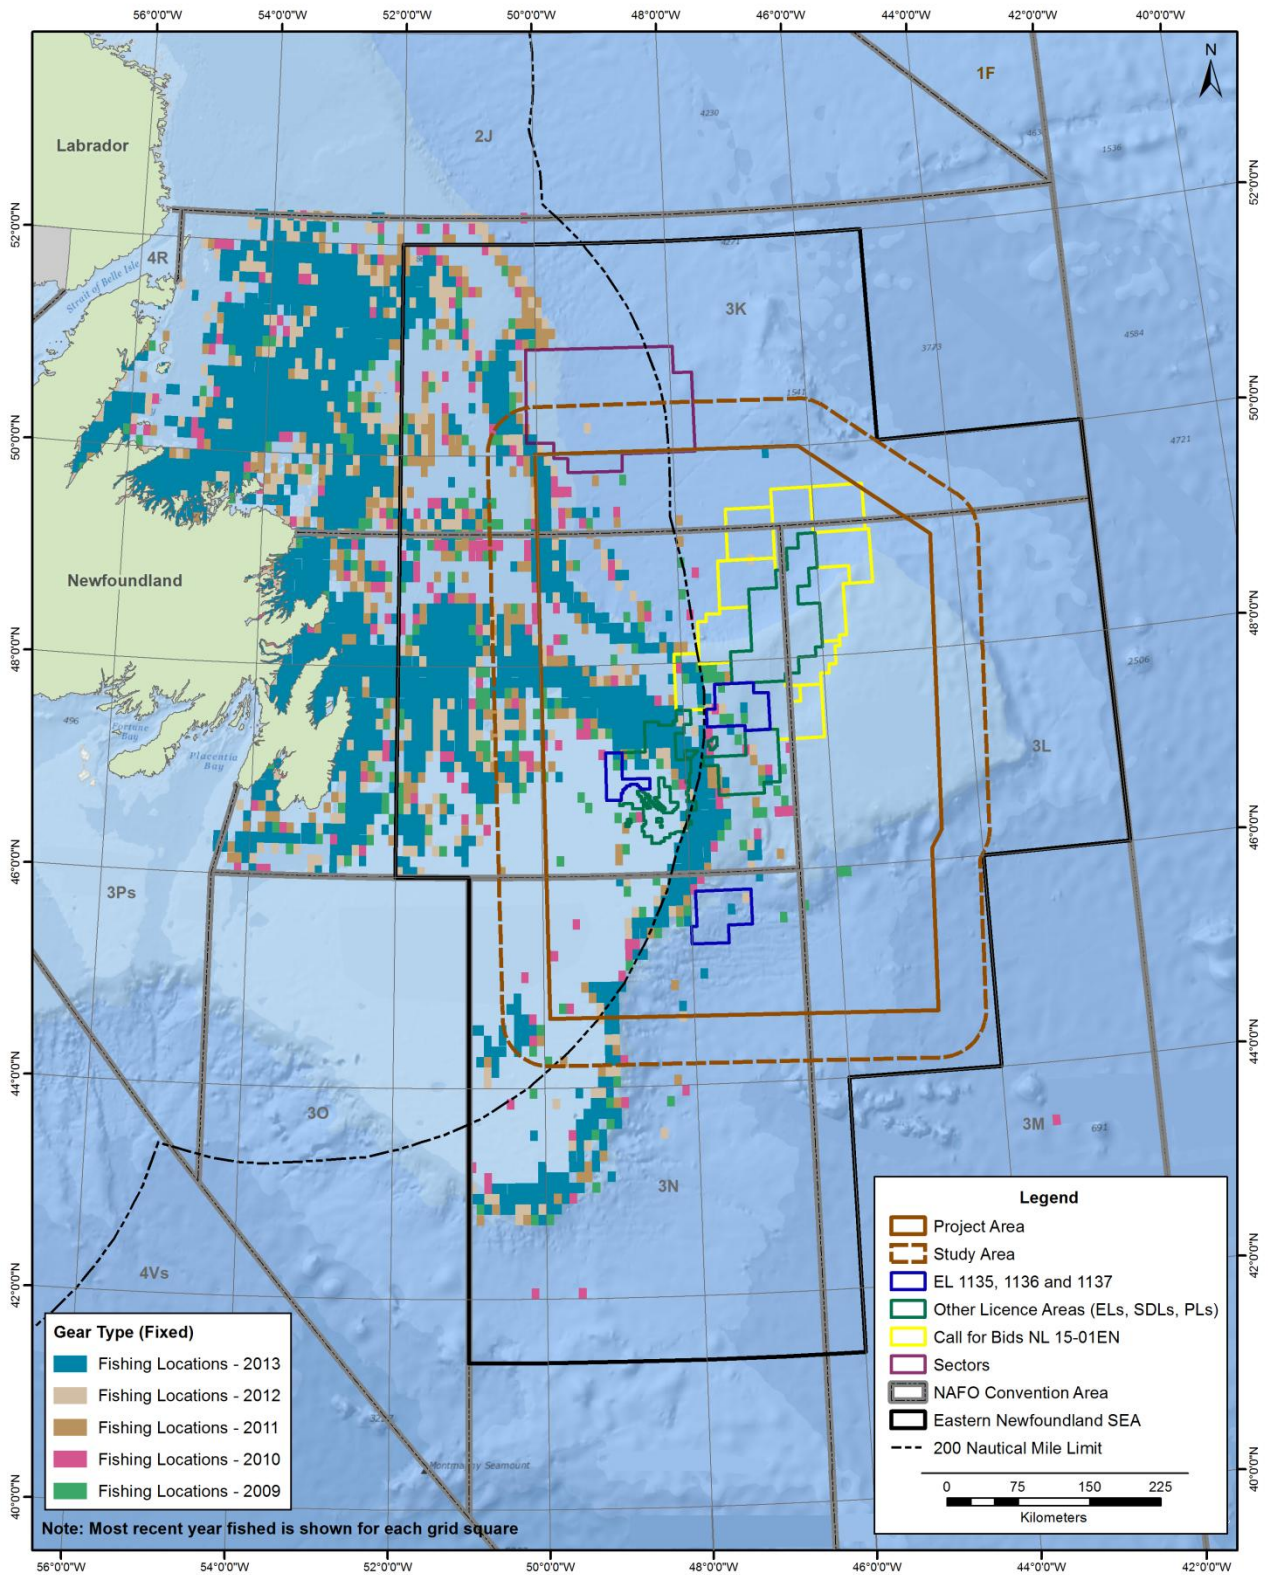 56°0'0"W 54°0'0"W 52°0'0"W 50°0'0"W 48°0'0"W 46°0'0"W 44°0'0"W 42°0'0"W 40°0'0"W
N
1F
2J
4230
1536
Labrador
52°0'0"N
52°0'0"N
4R
Strait of Belle Isle
4271
3K
3773
4584
1541
50°0'0"N
50°0'0"N
4721
Newfoundland
48°0'0"N
48°0'0"N
2506
496
Fortune
Bay
Placentia
Bay
3L
46°0'0"N
46°0'0"N
3Ps
44°0'0"N
44°0'0"N
3O
3M
691
3N
4Vs
42°0'0"N
42°0'0"N
Montmagny Seamount
40°0'0"N
40°0'0"N
Gear Type (Fixed)
Fishing Locations - 2013
Fishing Locations - 2012
Fishing Locations - 2011
Fishing Locations - 2010
Fishing Locations - 2009
Note: Most recent year fished is shown for each grid square
Legend
Project Area
Study Area
EL 1135, 1136 and 1137
Other Licence Areas (ELs, SDLs, PLs)
Call for Bids NL 15-01EN
Sectors
NAFO Convention Area
Eastern Newfoundland SEA
200 Nautical Mile Limit
0 75 150 225
Kilometers
56°0'0"W 54°0'0"W 52°0'0"W 50°0'0"W 48°0'0"W 46°0'0"W 44°0'0"W 42°0'0"W